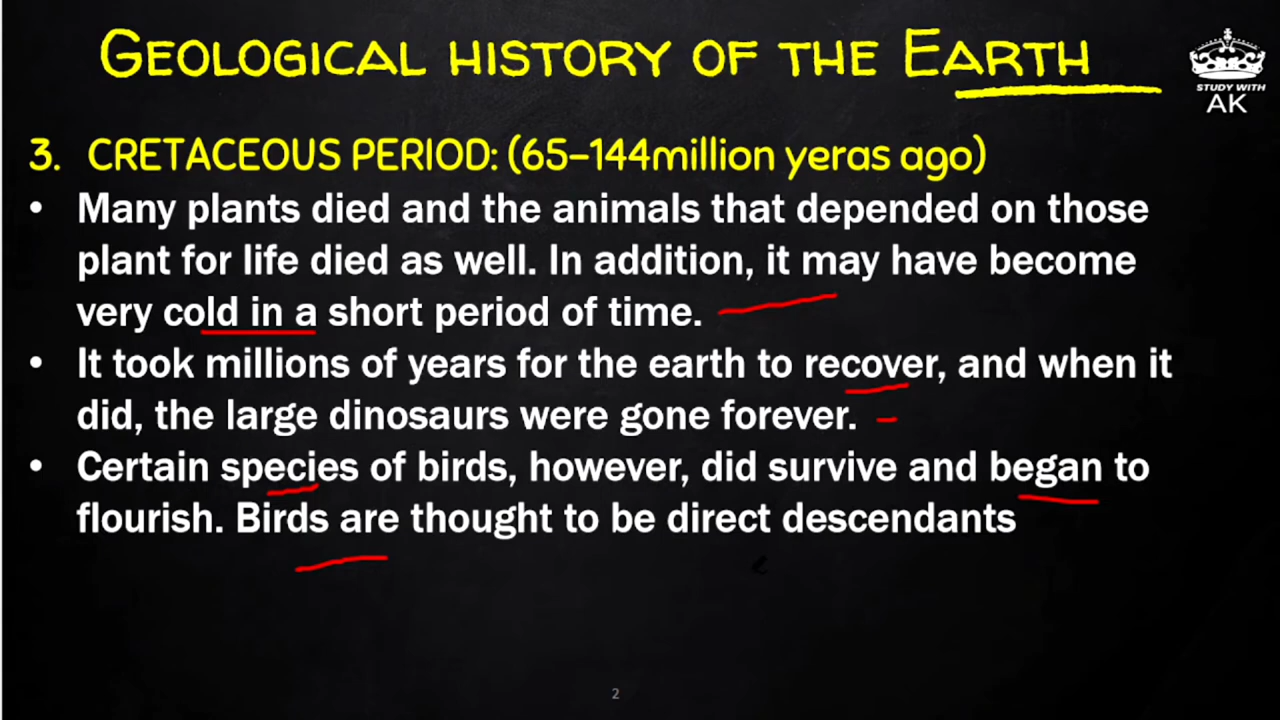 GEOLOGICAL HISTORY OF THE EARTH
STUDY WITH
AK
3. CRETACEOUS PERIOD: (65–144million yeras ago)
• Many plants died and the animals that depended on those
plant for life died as well. In addition, it may have become
very cold in a short period of time.
• It took millions of years for the earth to recover, and when it
did, the large dinosaurs were gone forever.
• Certain species of birds, however, did survive and began to
flourish. Birds are thought to be direct descendants
2